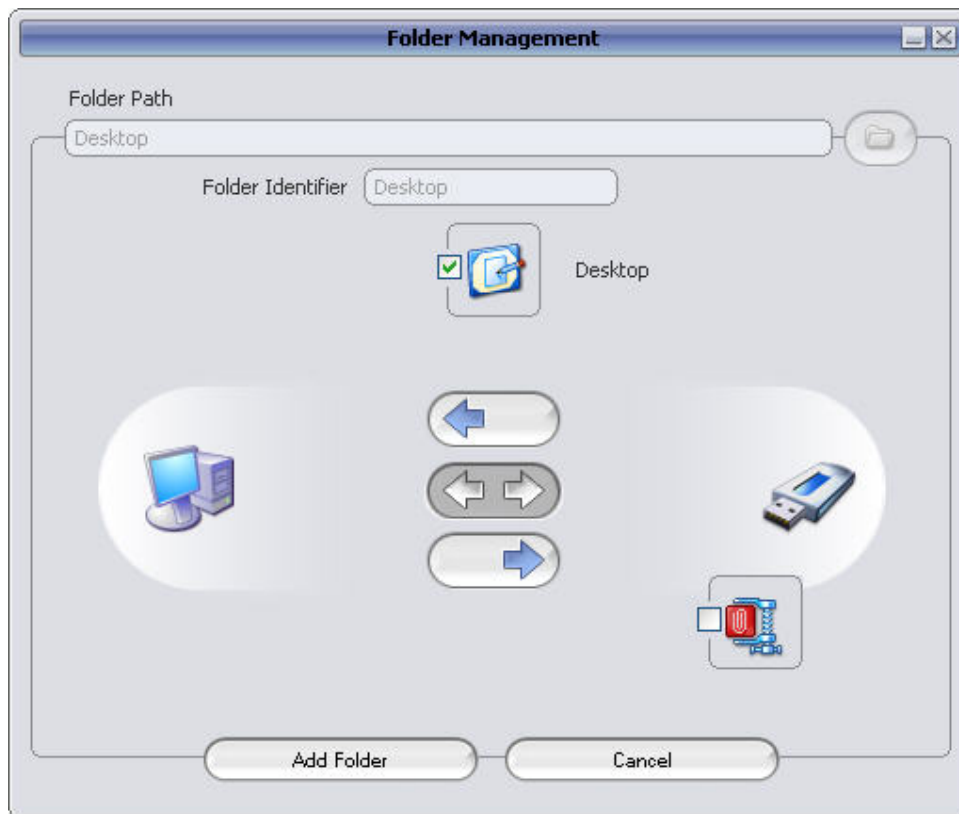 Folder Management
Folder Path
Desktop
Folder Identifier Desktop
Desktop
Add Folder Cancel